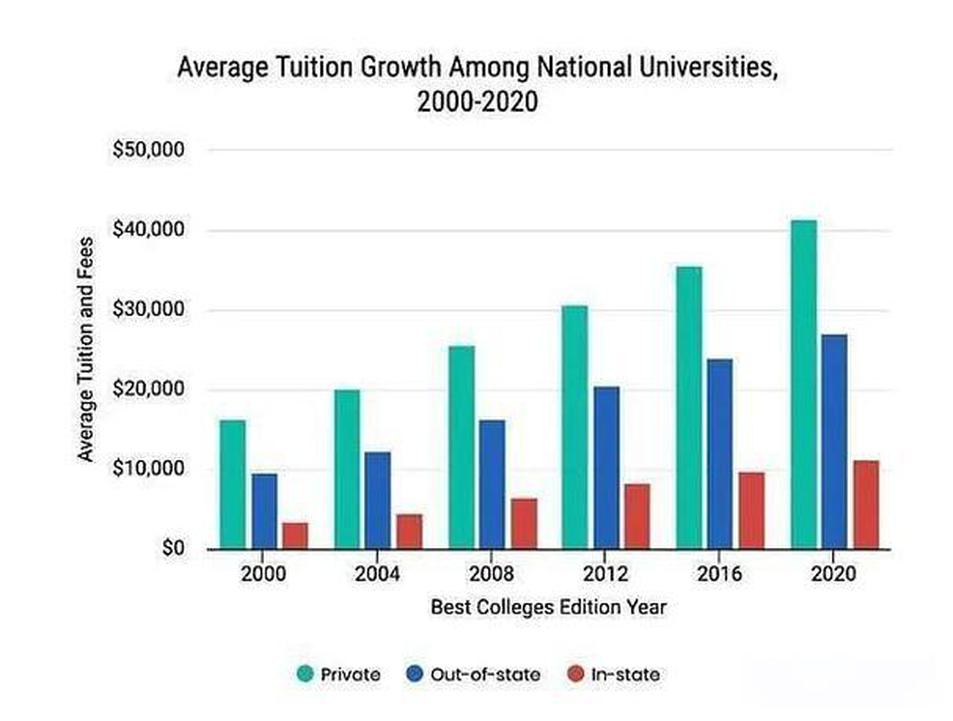 Average Tuition Growth Among National Universities,
2000-2020
$50,000
$40,000
$30,000
$20,000
$10,000
$0
Average Tuition and Fees
2000 2004 2008 2012 2016 2020
Best Colleges Edition Year
Private Out-of-state In-state